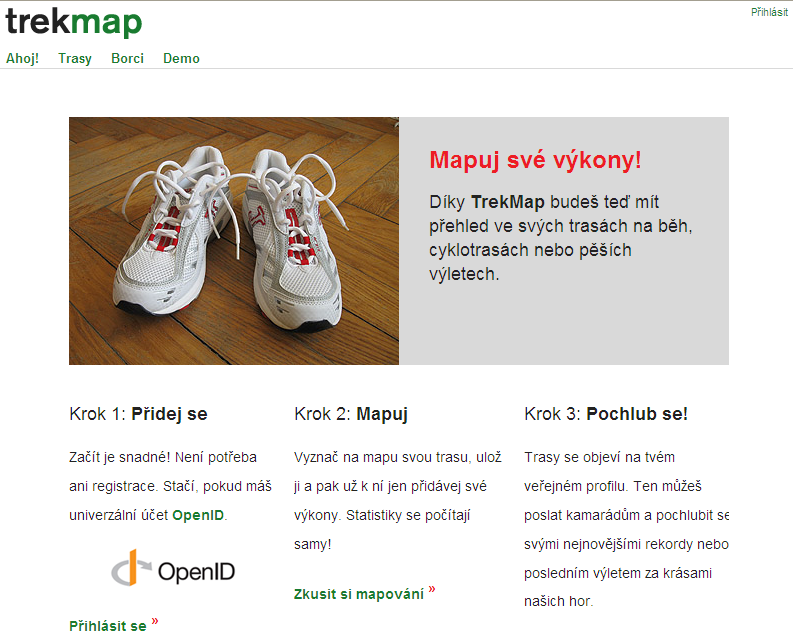 trekmap
Přihlásit
Ahoj! Trasy Borci Demo
Mapuj své výkony!
Díky TrekMap budeš teď mít
přehled ve svých trasách na běh,
cyklotrasách nebo pěších
výletech.
Krok 1: Přidej se
Začít je snadné! Není potřeba
ani registrace. Stačí, pokud máš
univerzální účet OpenID.
OpenID
Přihlásit se »
Krok 2: Mapuj
Vyznač na mapu svou trasu, ulož
ji a pak už k ní jen přidávej své
výkony. Statistiky se počítají
samy!
Zkusit si mapování »
Krok 3: Pochlub se!
Trasy se objeví na tvém
veřejném profilu. Ten můžeš
poslat kamarádům a pochlubit se
svými nejnovějšími rekordy nebo
posledním výletem za krásami
našich hor.